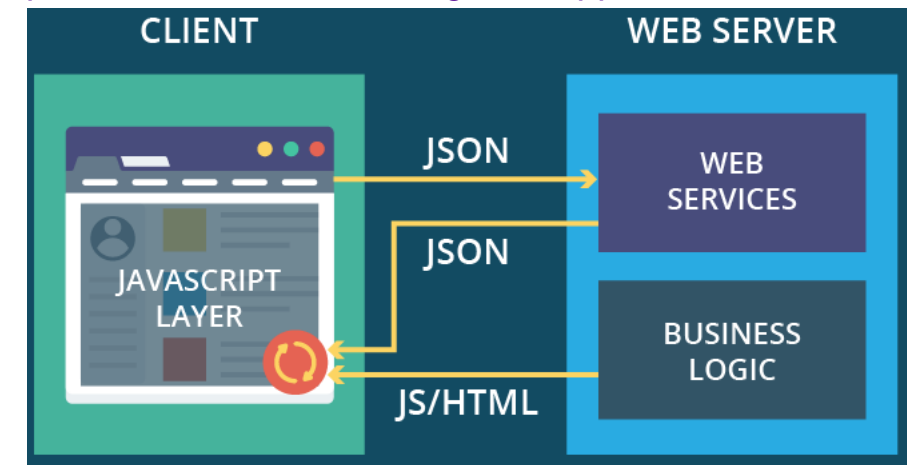 CLIENT
WEB SERVER
JSON
WEB
SERVICES
JSON
JAVASCRIPT
LAYER
BUSINESS
LOGIC
JS/HTML